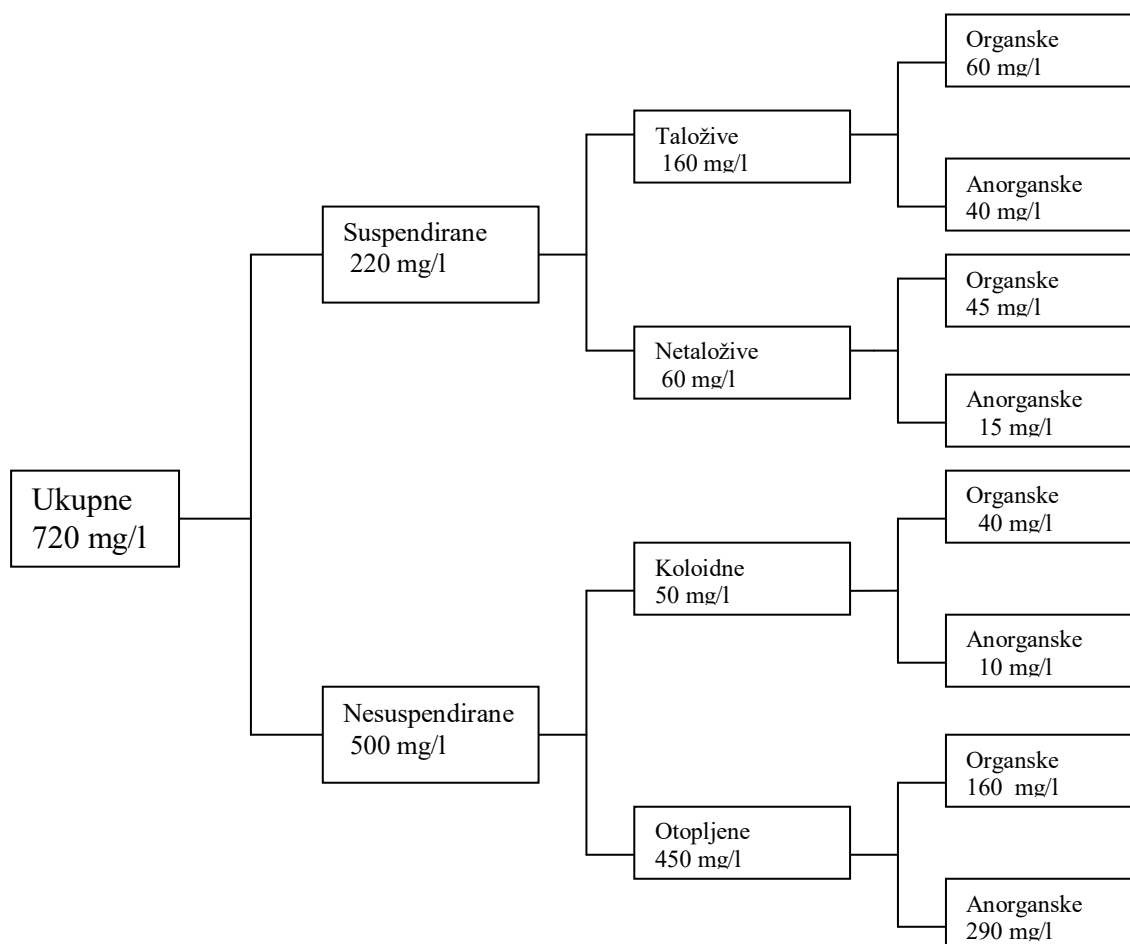 Organske
60 mg/l
Taložive
160 mg/l
Anorganske
40 mg/l
Suspendirane
220 mg/l
Organske
45 mg/l
Netaložive
60 mg/l
Anorganske
15 mg/l
Ukupne
720 mg/l
Organske
40 mg/l
Koloidne
50 mg/l
Anorganske
10 mg/l
Nesuspendirane
500 mg/l
Organske
160 mg/l
Otopljene
450 mg/l
Anorganske
290 mg/l